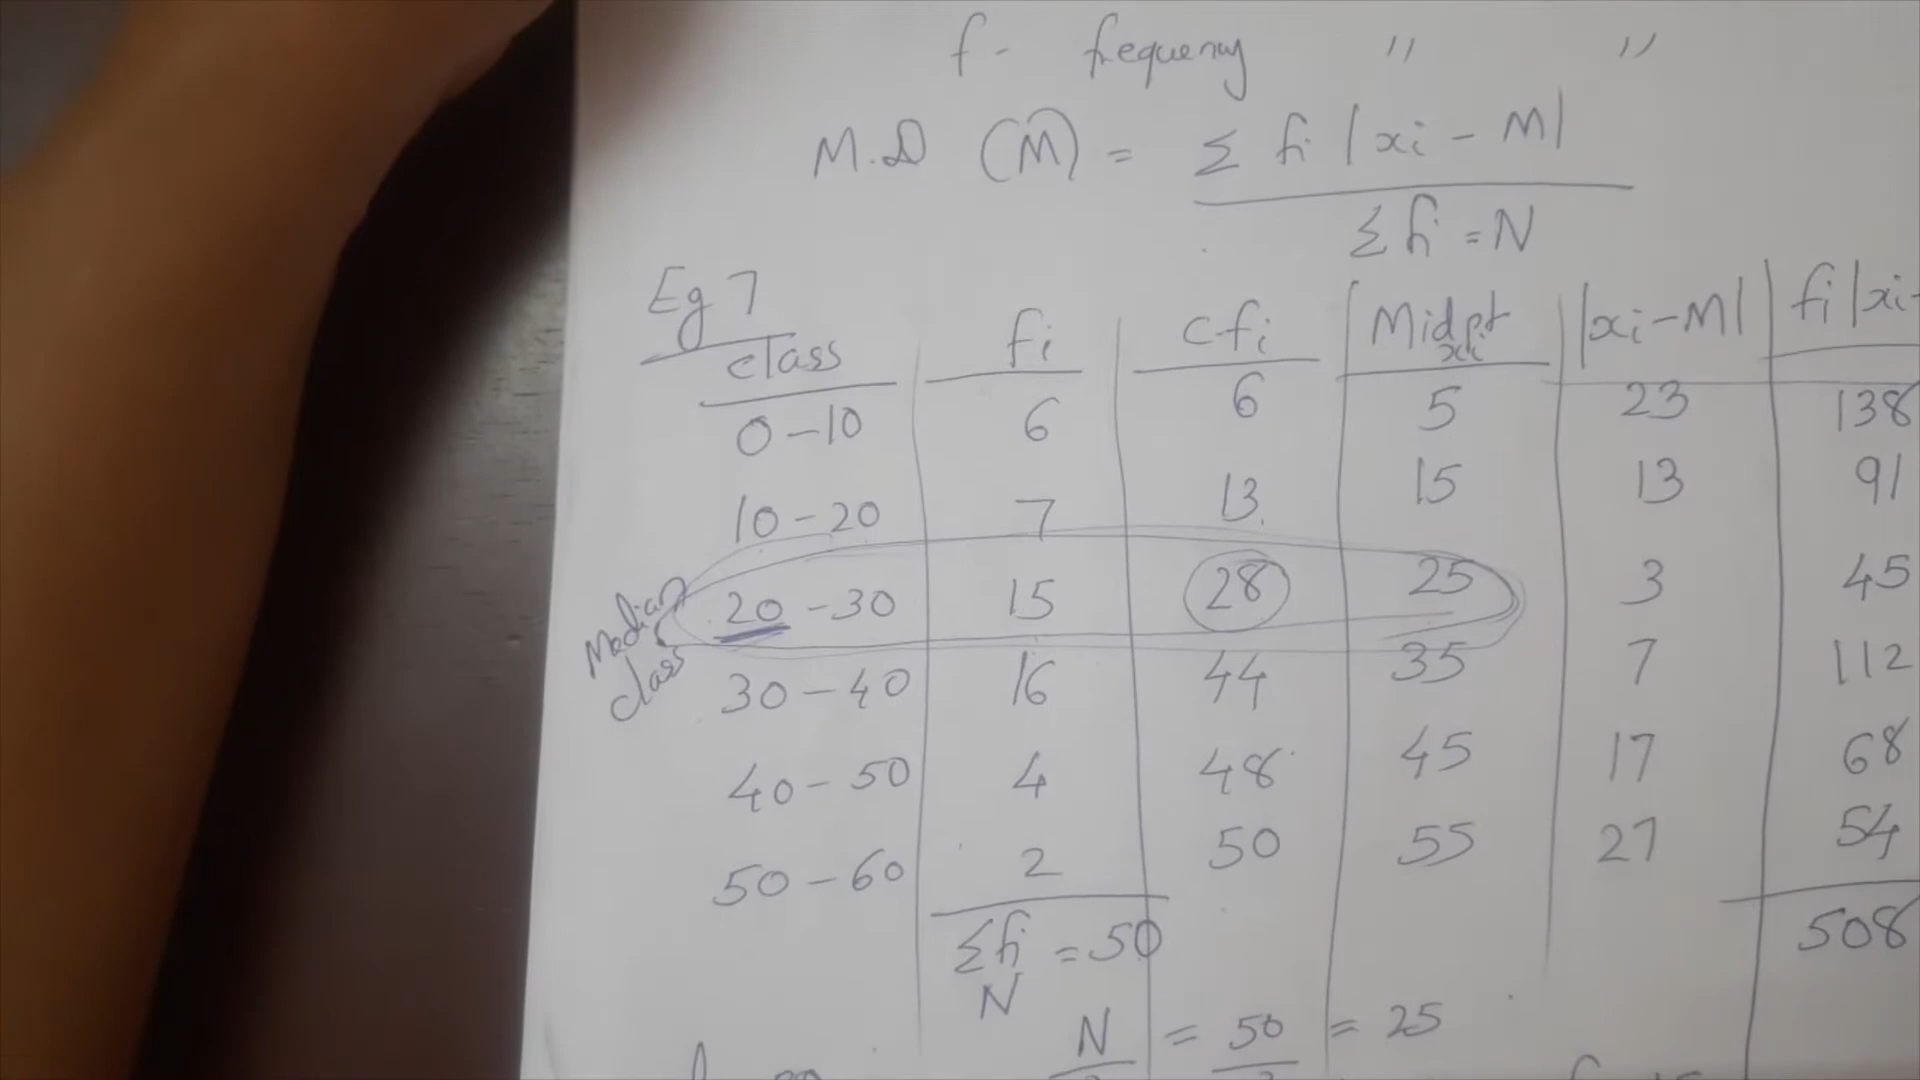 f - frequency " "
M.D (M) = Σ fi |xi - M|
Σ fi = N
Eg 7
class fi c.fi Midpt xi |xi - M| fi |xi -
0-10 6 6 5 23 138
10-20 7 13 15 13 91
Median class 20-30 15 28 25 3 45
30-40 16 44 35 7 112
40-50 4 48 45 17 68
50-60 2 50 55 27 54
Σfi = 50 508
N
N = 50 = 25